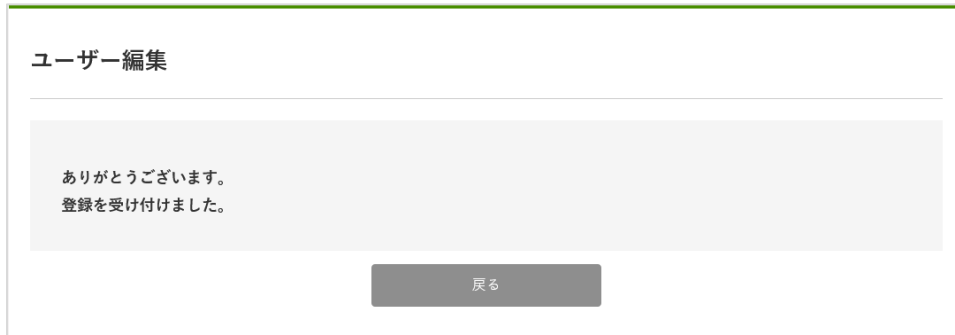 ユーザー編集
ありがとうございます。
登録を受け付けました。
戻る